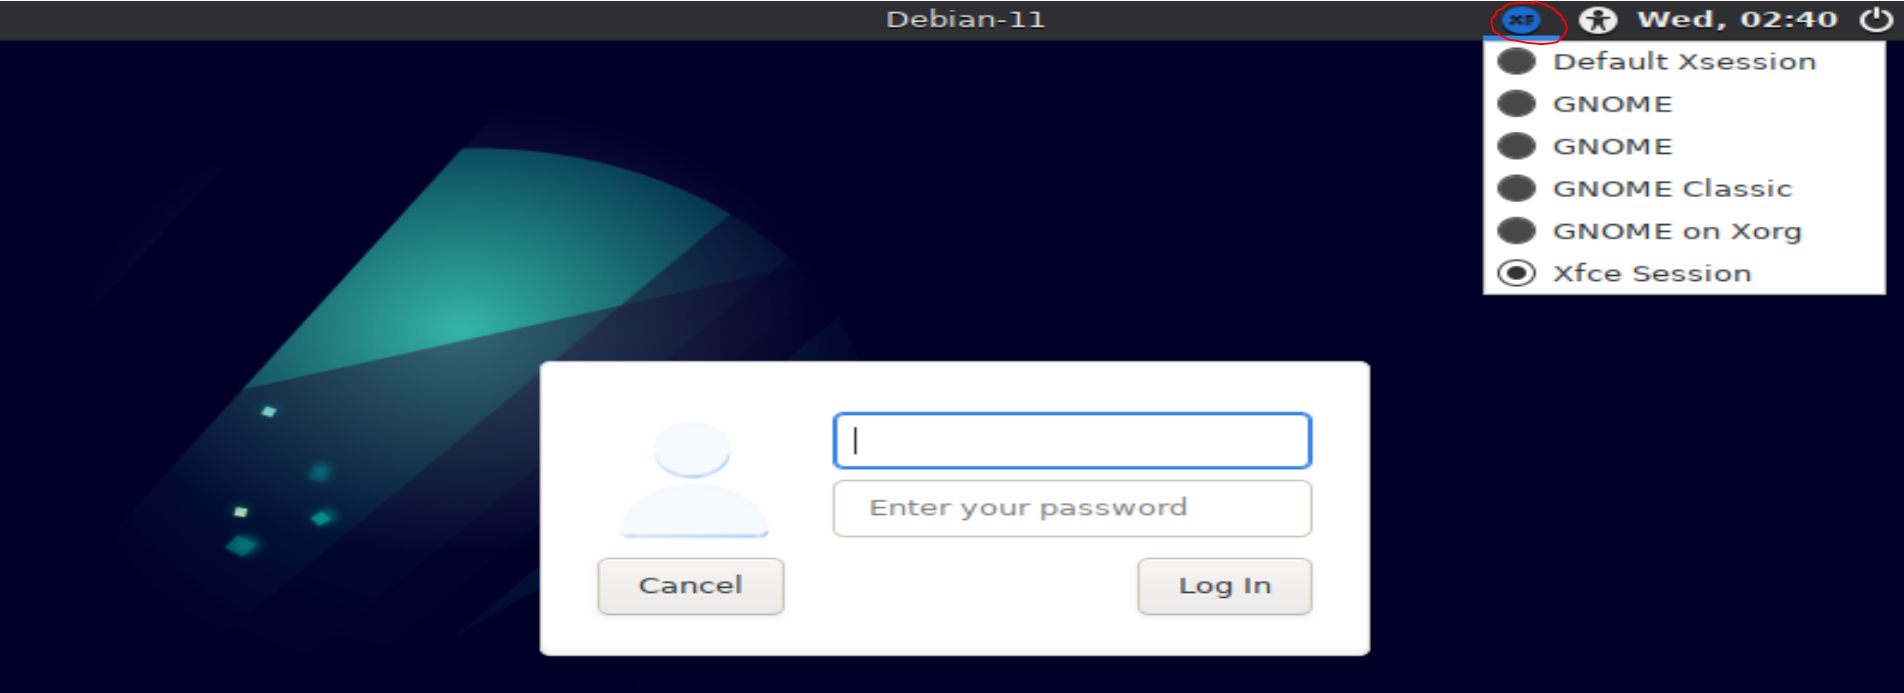 Debian-11
XF
Wed, 02:40
Default Xsession
GNOME
GNOME
GNOME Classic
GNOME on Xorg
Xfce Session
Enter your password
Cancel
Log In